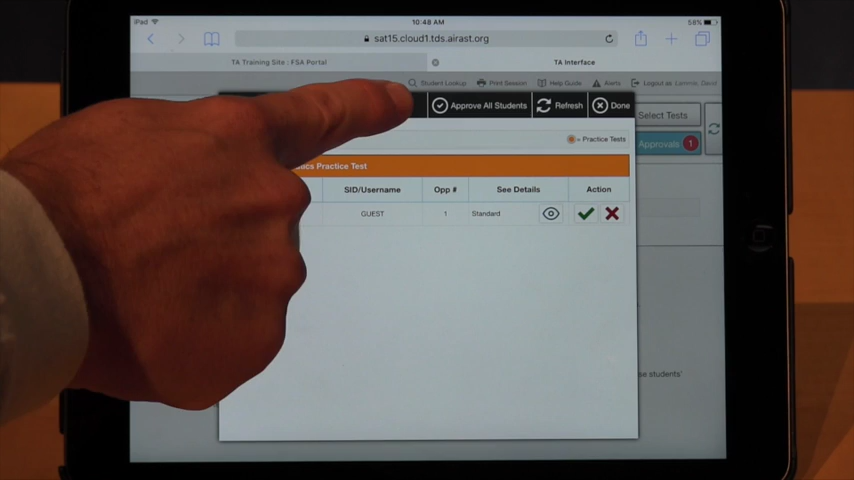 iPad
10:48 AM
58%
sat15.cloud1.tds.airast.org
TA Training Site : FSA Portal
TA Interface
Student Lookup
Print Session
Help Guide
Alerts
Logout as: Lammle, David
Approve All Students
Refresh
Done
Select Tests
= Practice Tests
Approvals 1
tics Practice Test
SID/Username
Opp #
See Details
Action
GUEST
1
Standard
se students'